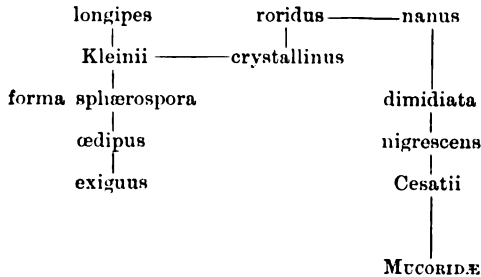 longipes roridus nanus
Kleinii crystallinus
forma sphærospora dimidiata
œdipus nigrescens
exiguus Cesatii
MUCORIDÆ